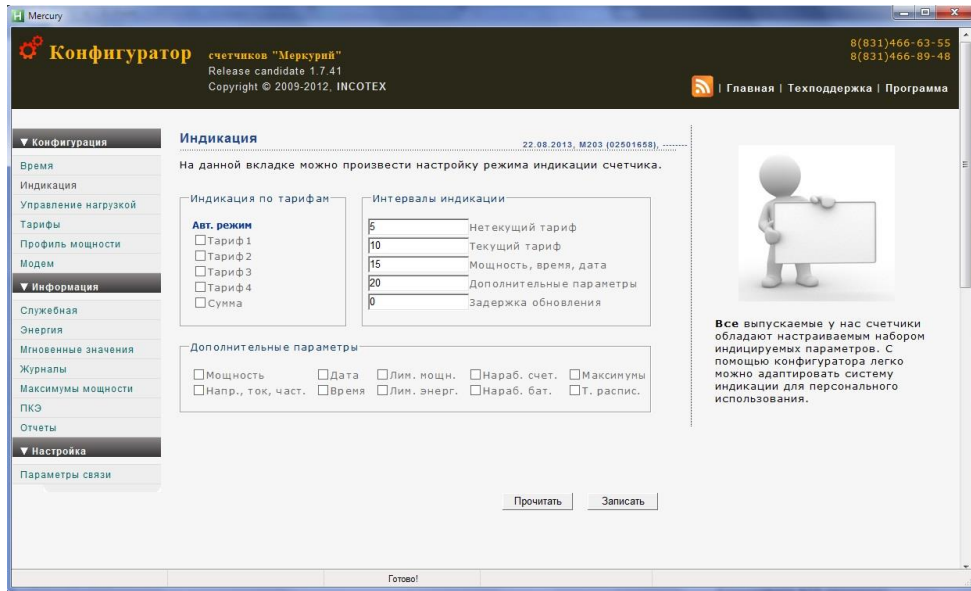 Mercury
Конфигуратор счетчиков "Меркурий"
Release candidate 1.7.41
Copyright © 2009-2012, INCOTEX
8(831)466-63-55
8(831)466-89-48
| Главная | Техподдержка | Программа
▼ Конфигурация
Время
Индикация
Управление нагрузкой
Тарифы
Профиль мощности
Модем
▼ Информация
Служебная
Энергия
Мгновенные значения
Журналы
Максимумы мощности
ПКЭ
Отчеты
▼ Настройка
Параметры связи
Индикация
22.08.2013, M203 (02501658), -------
На данной вкладке можно произвести настройку режима индикации счетчика.
Индикация по тарифам
Авт. режим
Тариф1
Тариф2
Тариф3
Тариф4
Сумма
Интервалы индикации
5 Нетекущий тариф
10 Текущий тариф
15 Мощность, время, дата
20 Дополнительные параметры
0 Задержка обновления
Дополнительные параметры
Мощность Дата Лим. мощн. Нараб. счет. Максимумы
Напр., ток, част. Время Лим. энерг. Нараб. бат. Т. распис.
Прочитать Записать
Все выпускаемые у нас счетчики
обладают настраиваемым набором
индицируемых параметров. С
помощью конфигуратора легко
можно адаптировать систему
индикации для персонального
использования.
Готово!